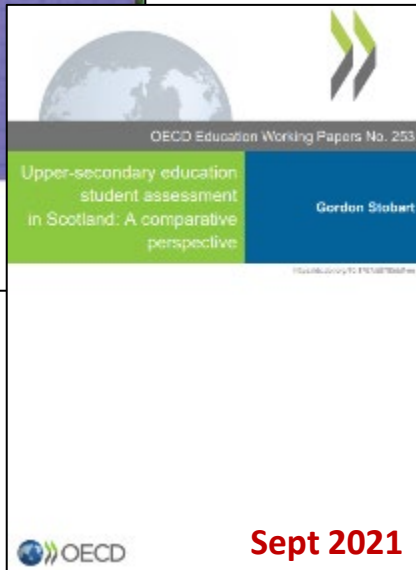 OECD Education Working Papers No. 253
Upper-secondary education
student assessment
in Scotland: A comparative
perspective
Gordon Stobart
OECD
Sept 2021